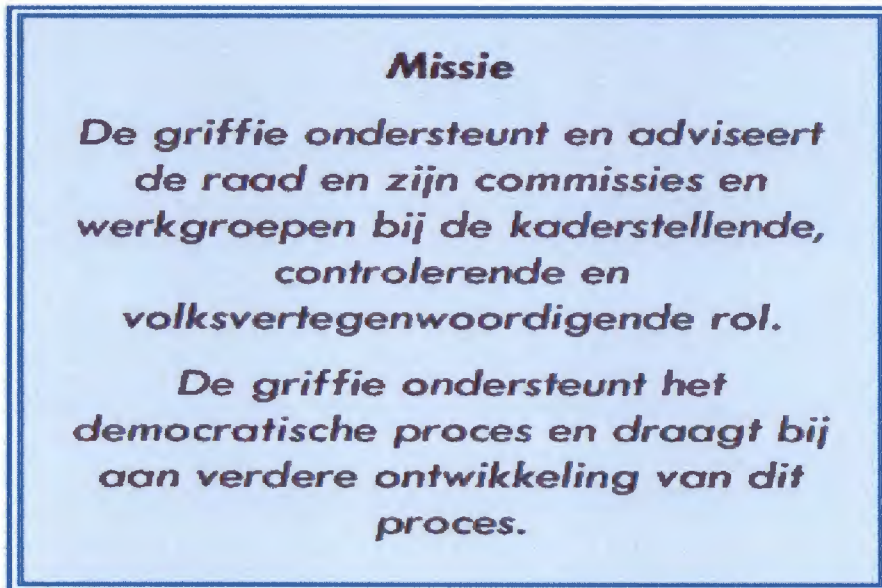 Missie
De griffie ondersteunt en adviseert
de raad en zijn commissies en
werkgroepen bij de kaderstellende,
controlerende en
volksvertegenwoordigende rol.
De griffie ondersteunt het
democratische proces en draagt bij
aan verdere ontwikkeling van dit
proces.